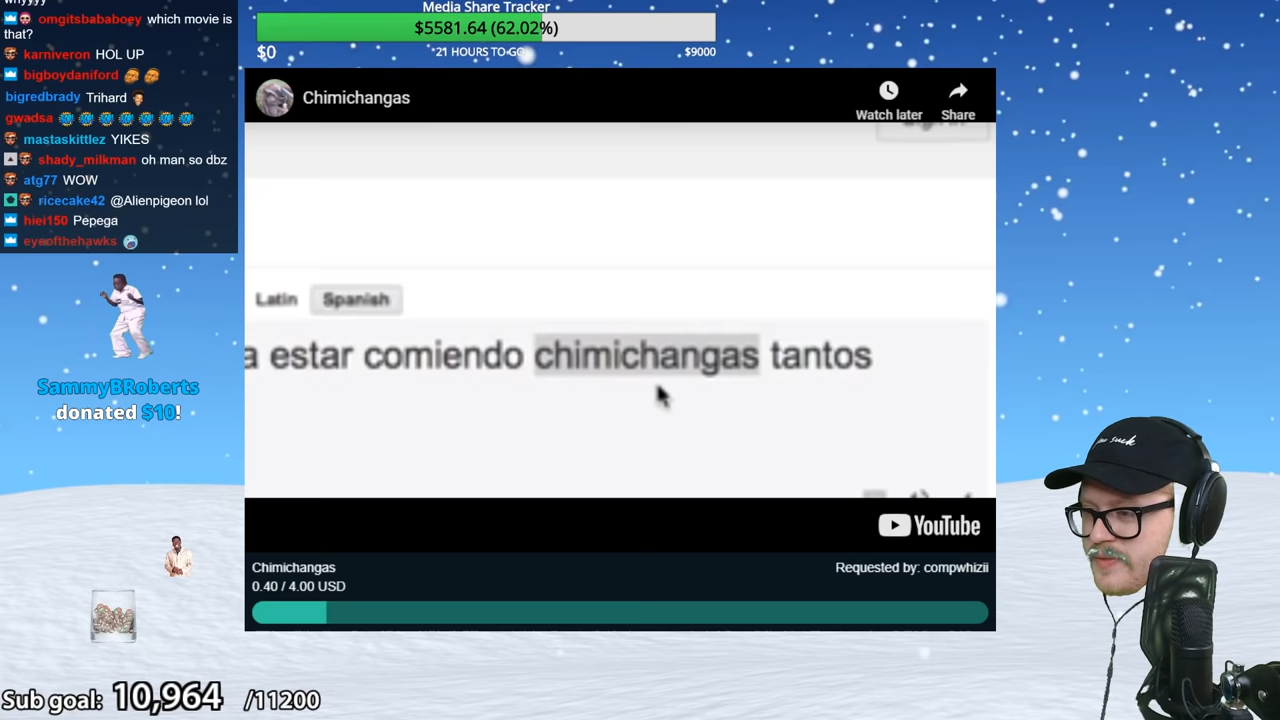 omgitsbababoey which movie is
that?
karniveron HOL UP
bigboydaniford
bigredbrady Trihard
gwadsa
mastaskittlez YIKES
shady_milkman oh man so dbz
atg77 WOW
ricecake42 @Alienpigeon lol
hiei150 Pepega
eyeofthehawks
SammyBRoberts
donated $10!
Media Share Tracker
$5581.64 (62.02%)
$0
21 HOURS TO GO
$9000
Chimichangas
Watch later
Share
Latin
Spanish
a estar comiendo chimichangas tantos
YouTube
Chimichangas
Requested by: compwhizii
0.40 / 4.00 USD
Sub goal: 10,964 /11200